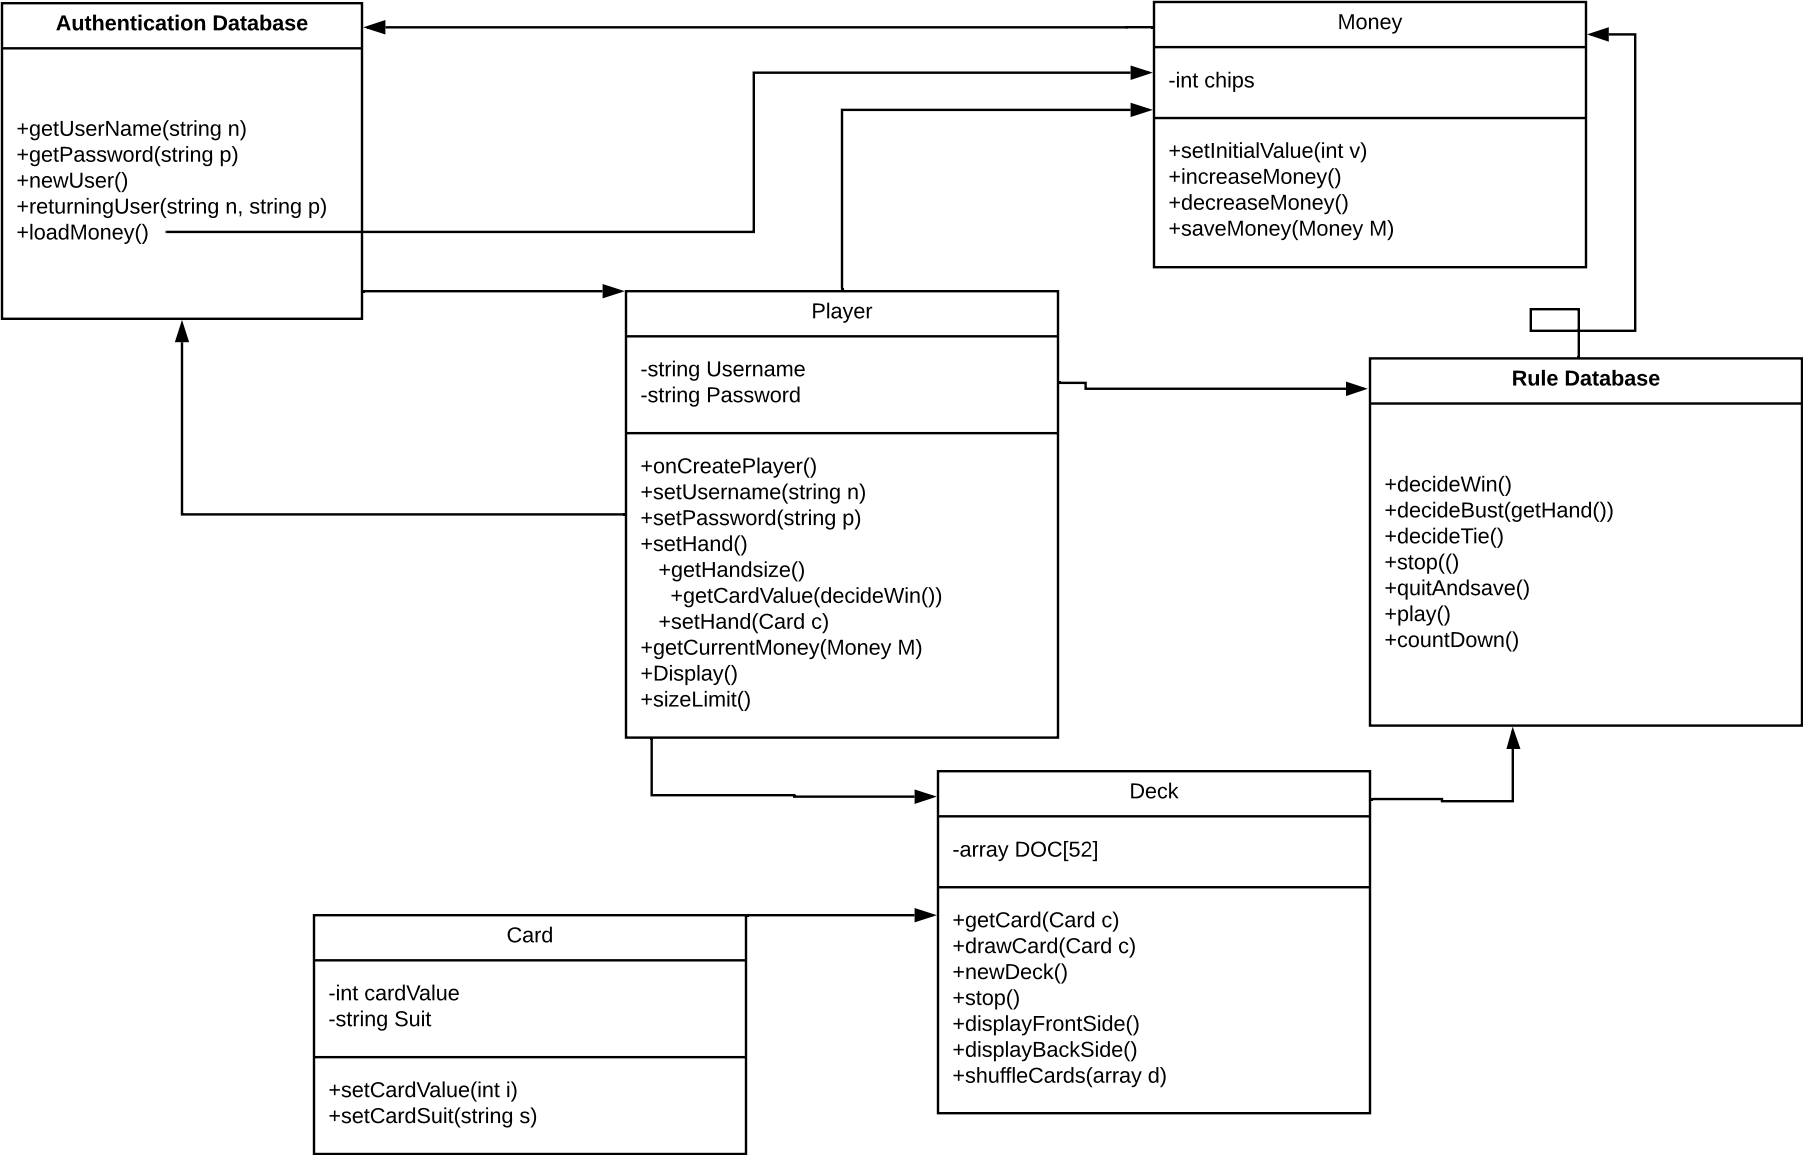 Authentication Database
+getUserName(string n)
+getPassword(string p)
+newUser()
+returningUser(string n, string p)
+loadMoney()
Money
-int chips
+setInitialValue(int v)
+increaseMoney()
+decreaseMoney()
+saveMoney(Money M)
Player
-string Username
-string Password
+onCreatePlayer()
+setUsername(string n)
+setPassword(string p)
+setHand()
+getHandsize()
+getCardValue(decideWin())
+setHand(Card c)
+getCurrentMoney(Money M)
+Display()
+sizeLimit()
Rule Database
+decideWin()
+decideBust(getHand())
+decideTie()
+stop(()
+quitAndsave()
+play()
+countDown()
Deck
-array DOC[52]
+getCard(Card c)
+drawCard(Card c)
+newDeck()
+stop()
+displayFrontSide()
+displayBackSide()
+shuffleCards(array d)
Card
-int cardValue
-string Suit
+setCardValue(int i)
+setCardSuit(string s)